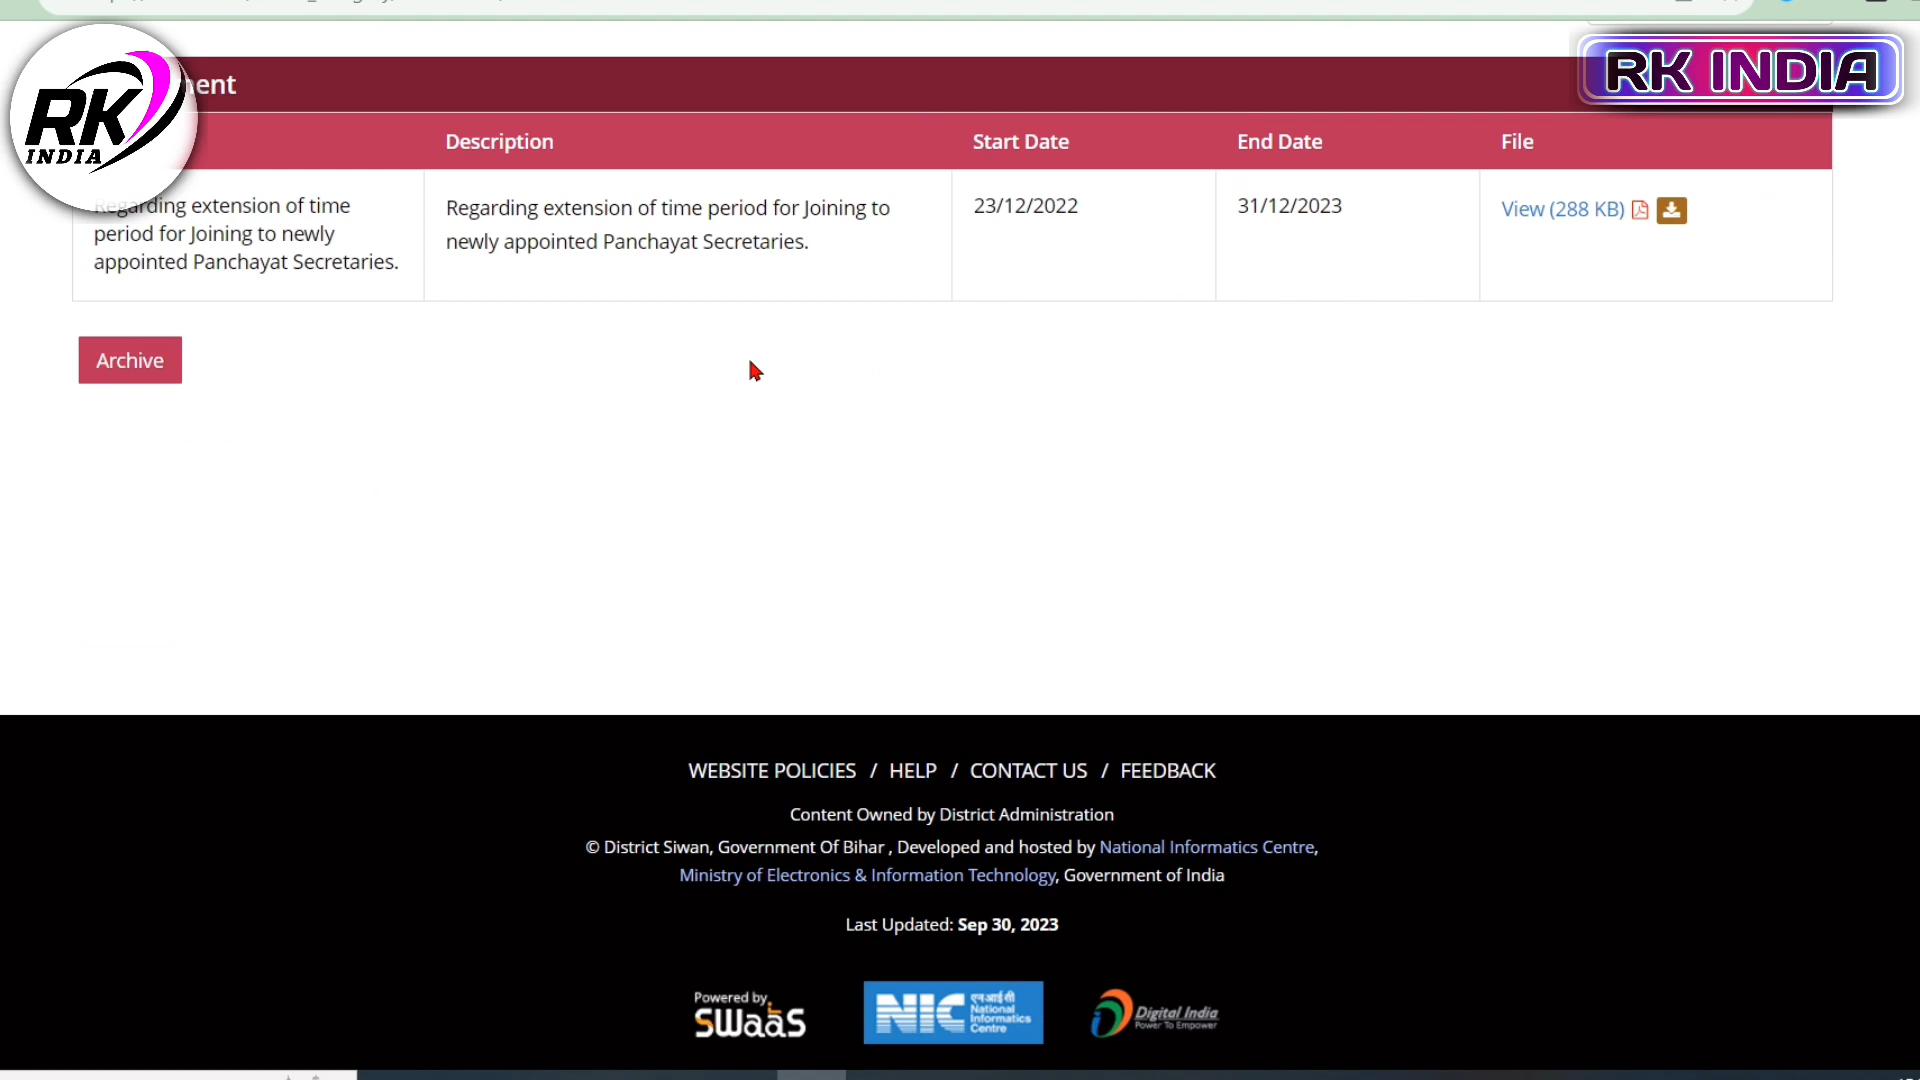 RK INDIA
RK
INDIA
Description
Start Date
End Date
File
Regarding extension of time
period for Joining to newly
appointed Panchayat Secretaries.
Regarding extension of time period for Joining to
newly appointed Panchayat Secretaries.
23/12/2022
31/12/2023
View (288 KB)
Archive
WEBSITE POLICIES / HELP / CONTACT US / FEEDBACK
Content Owned by District Administration
© District Siwan, Government Of Bihar , Developed and hosted by National Informatics Centre,
Ministry of Electronics & Information Technology, Government of India
Last Updated: Sep 30, 2023
Powered by
SWaaS
NIC
एनआईसी
National
Informatics
Centre
Digital India
Power To Empower